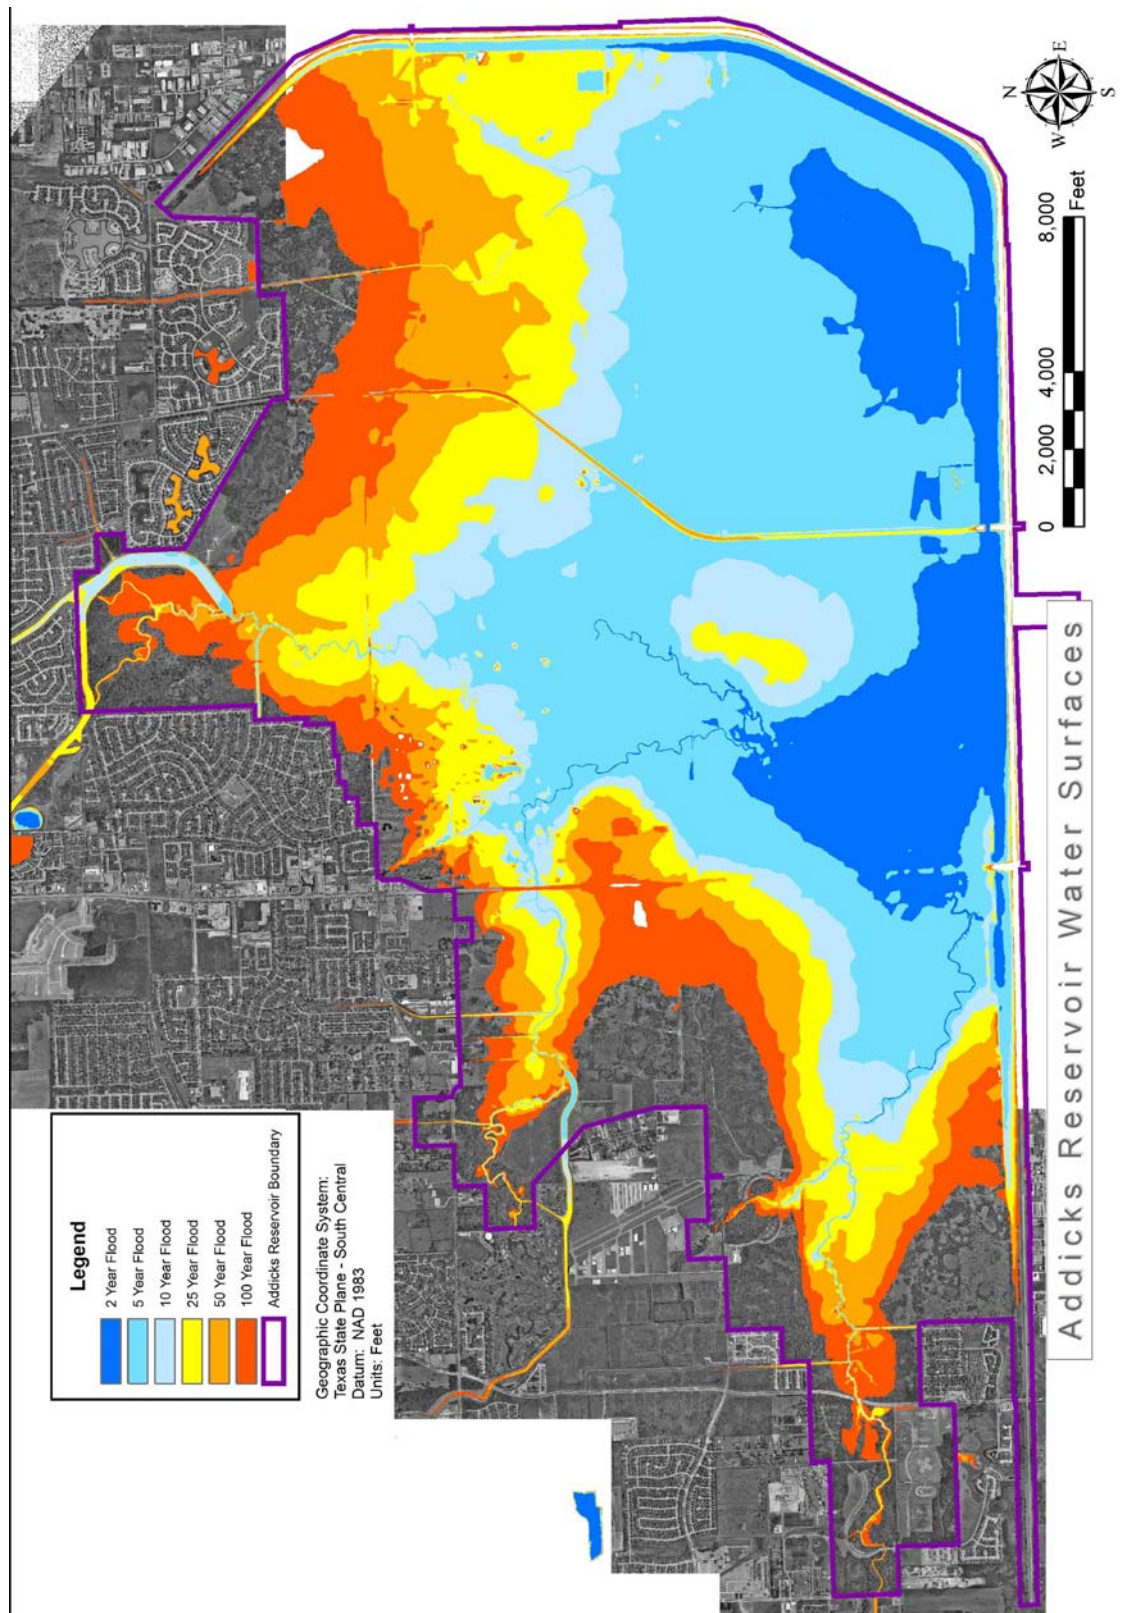 Legend
2 Year Flood
5 Year Flood
10 Year Flood
25 Year Flood
50 Year Flood
100 Year Flood
Addicks Reservoir Boundary
Geographic Coordinate System:
Texas State Plane - South Central
Datum: NAD 1983
Units: Feet
N
E
S
W
0 2,000 4,000 8,000
Feet
Addicks Reservoir Water Surfaces